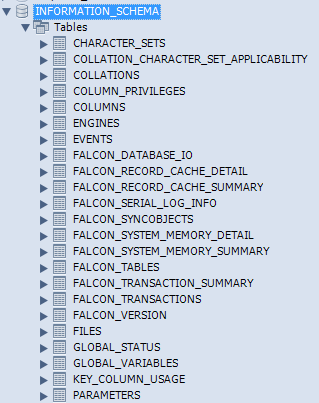 INFORMATION_SCHEMA
Tables
CHARACTER_SETS
COLLATION_CHARACTER_SET_APPLICABILITY
COLLATIONS
COLUMN_PRIVILEGES
COLUMNS
ENGINES
EVENTS
FALCON_DATABASE_IO
FALCON_RECORD_CACHE_DETAIL
FALCON_RECORD_CACHE_SUMMARY
FALCON_SERIAL_LOG_INFO
FALCON_SYNCOBJECTS
FALCON_SYSTEM_MEMORY_DETAIL
FALCON_SYSTEM_MEMORY_SUMMARY
FALCON_TABLES
FALCON_TRANSACTION_SUMMARY
FALCON_TRANSACTIONS
FALCON_VERSION
FILES
GLOBAL_STATUS
GLOBAL_VARIABLES
KEY_COLUMN_USAGE
PARAMETERS